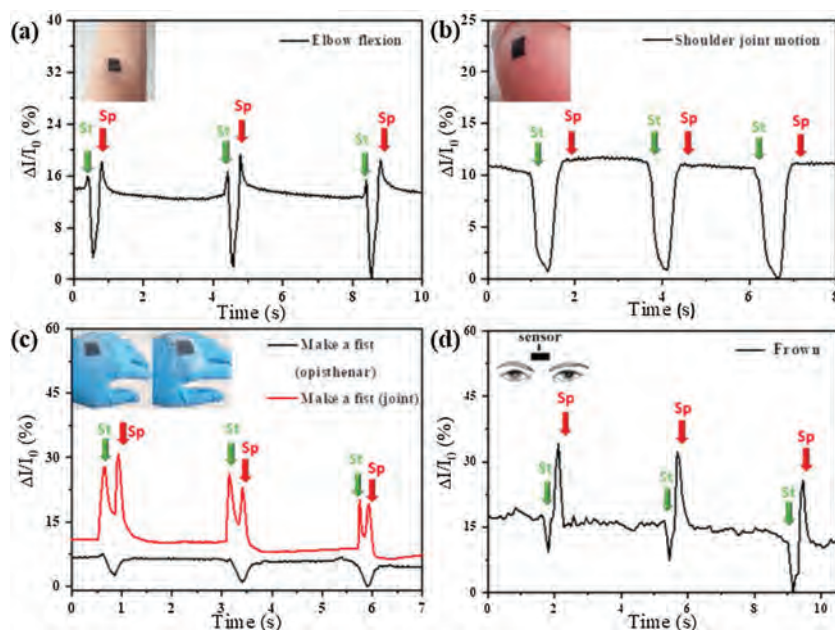 (a)
Elbow flexion
St
Sp
St
Sp
St
Sp
40
32
24
16
8
0
ΔI/I₀ (%)
0
2
4
6
8
10
Time (s)
(b)
Shoulder joint motion
St
Sp
St
Sp
St
Sp
25
20
15
10
5
0
ΔI/I₀ (%)
0
2
4
6
8
Time (s)
(c)
Make a fist
(opisthenar)
Make a fist (joint)
St
Sp
St
Sp
St
Sp
60
45
30
15
0
ΔI/I₀ (%)
0
1
2
3
4
5
6
7
Time (s)
(d)
sensor
Frown
St
Sp
St
Sp
St
Sp
60
45
30
15
0
ΔI/I₀ (%)
0
2
4
6
8
10
Time (s)